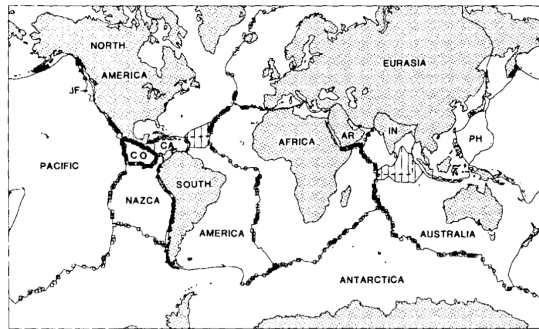 NORTH
AMERICA
EURASIA
JF
CO
CA
AFRICA
AR
IN
PH
PACIFIC
NAZCA
SOUTH
AMERICA
AUSTRALIA
ANTARCTICA